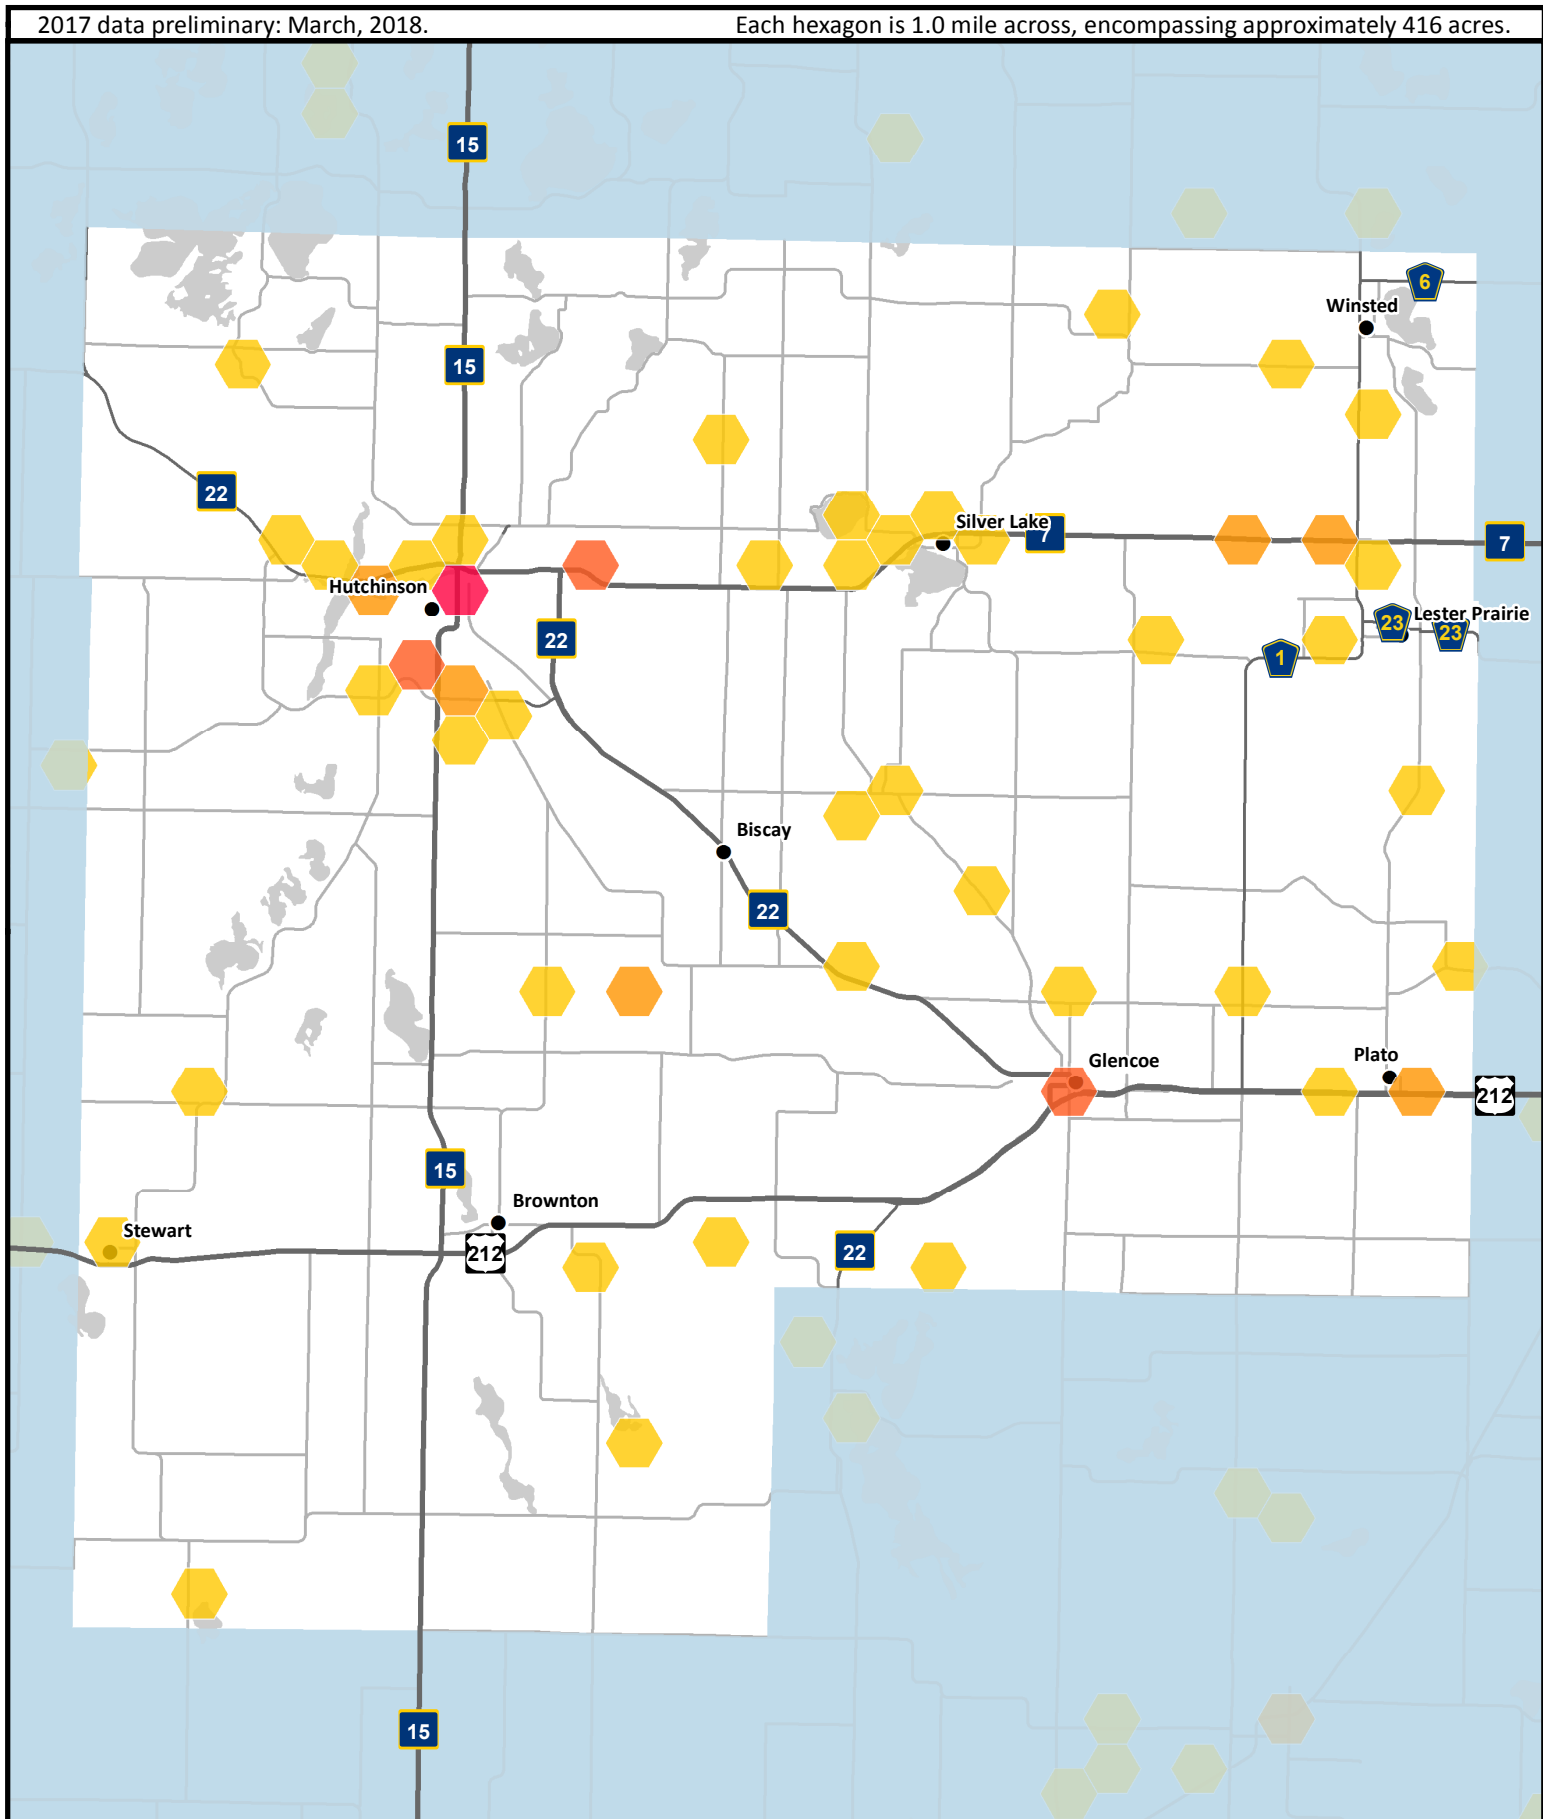 2017 data preliminary: March, 2018.
Each hexagon is 1.0 mile across, encompassing approximately 416 acres.
15
6
Winsted
15
22
Silver Lake
7
7
Hutchinson
22
23
Lester Prairie
23
1
Biscay
22
Glencoe
Plato
212
15
Brownton
Stewart
212
22
15